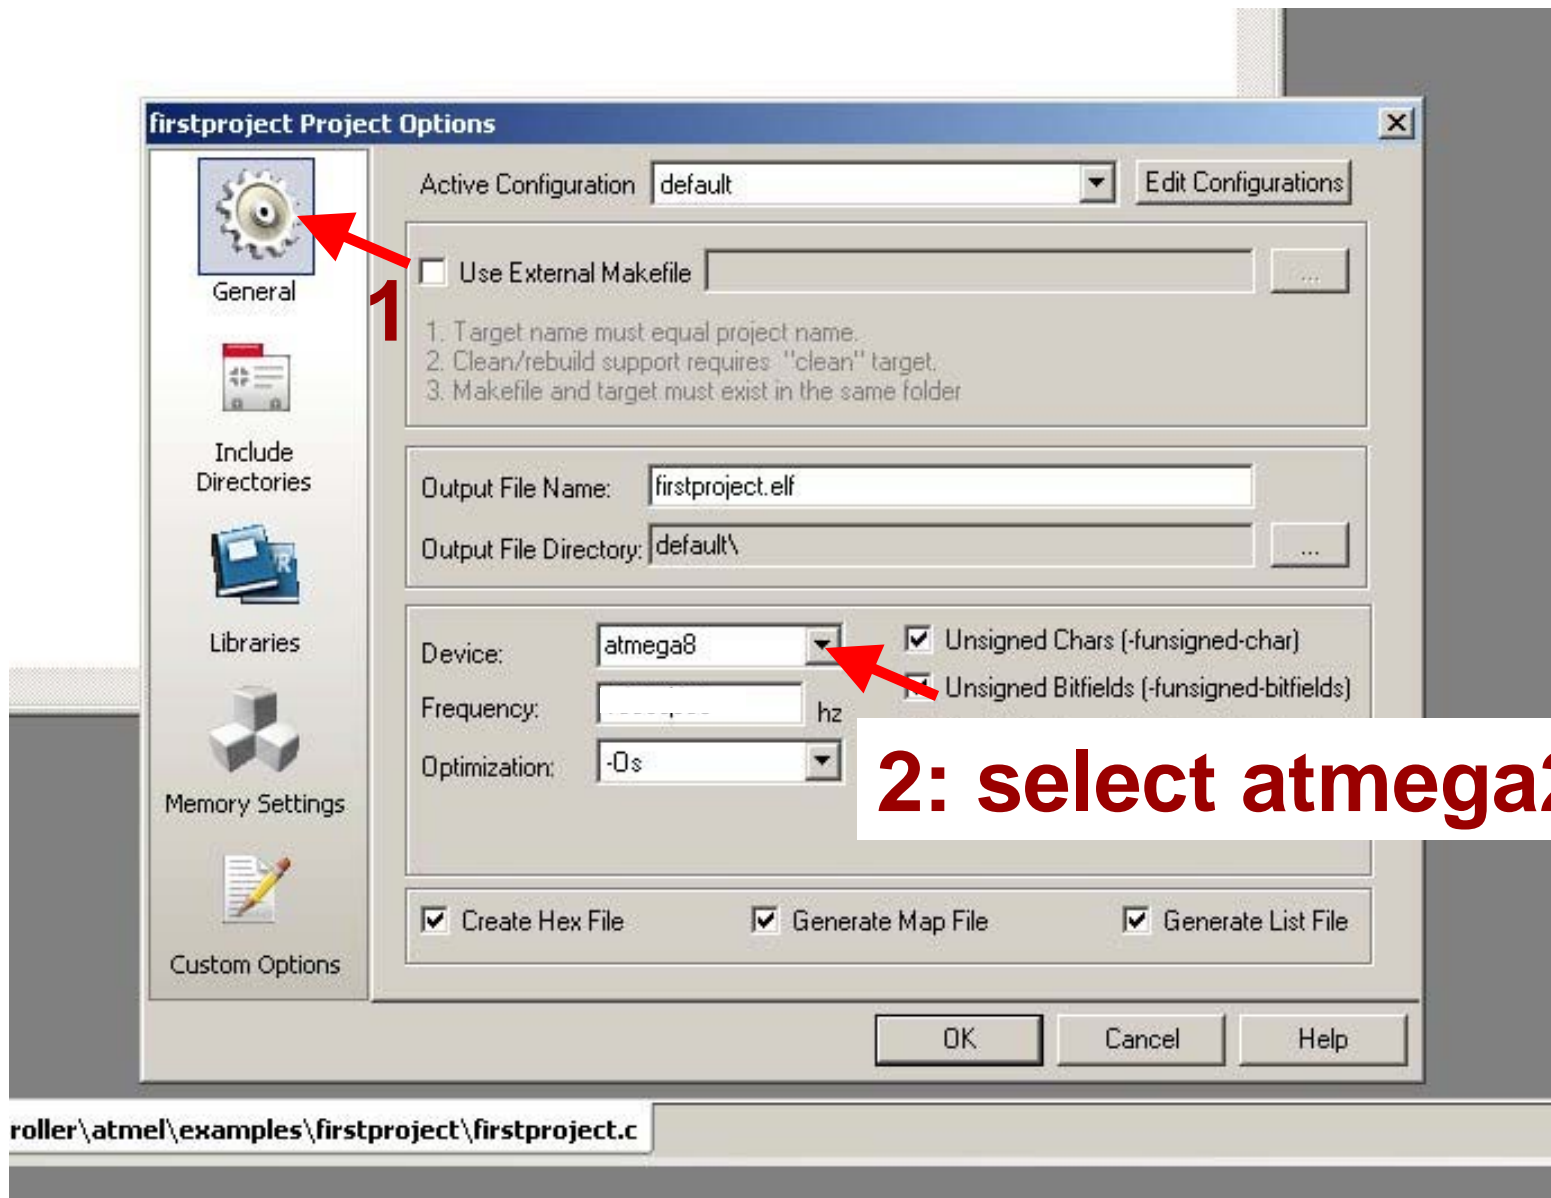 firstproject Project Options
Active Configuration default Edit Configurations
General
1
Use External Makefile ...
1. Target name must equal project name.
2. Clean/rebuild support requires "clean" target.
3. Makefile and target must exist in the same folder
Include
Directories
Output File Name: firstproject.elf
Output File Directory: default\ ...
Libraries
Device: atmega8
Unsigned Chars (-funsigned-char)
Frequency: hz
Unsigned Bitfields (-funsigned-bitfields)
Optimization: -Os
2: select atmega2
Memory Settings
Create Hex File Generate Map File Generate List File
Custom Options
OK Cancel Help
roller\atmel\examples\firstproject\firstproject.c